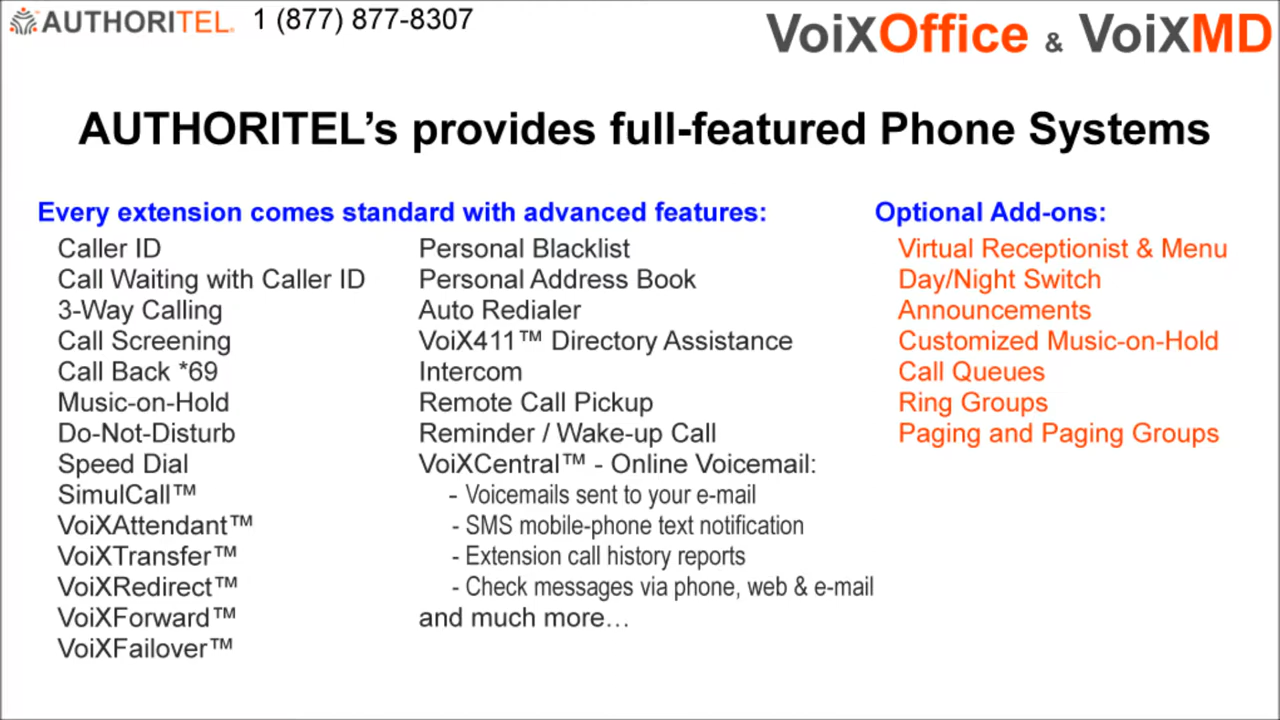 AUTHORITEL® 1 (877) 877-8307
VoiXOffice & VoiXMD
AUTHORITEL’s provides full-featured Phone Systems
Every extension comes standard with advanced features:
Caller ID
Call Waiting with Caller ID
3-Way Calling
Call Screening
Call Back *69
Music-on-Hold
Do-Not-Disturb
Speed Dial
SimulCall™
VoiXAttendant™
VoiXTransfer™
VoiXRedirect™
VoiXForward™
VoiXFailover™
Personal Blacklist
Personal Address Book
Auto Redialer
VoiX411™ Directory Assistance
Intercom
Remote Call Pickup
Reminder / Wake-up Call
VoiXCentral™ - Online Voicemail:
- Voicemails sent to your e-mail
- SMS mobile-phone text notification
- Extension call history reports
- Check messages via phone, web & e-mail
and much more…
Optional Add-ons:
Virtual Receptionist & Menu
Day/Night Switch
Announcements
Customized Music-on-Hold
Call Queues
Ring Groups
Paging and Paging Groups